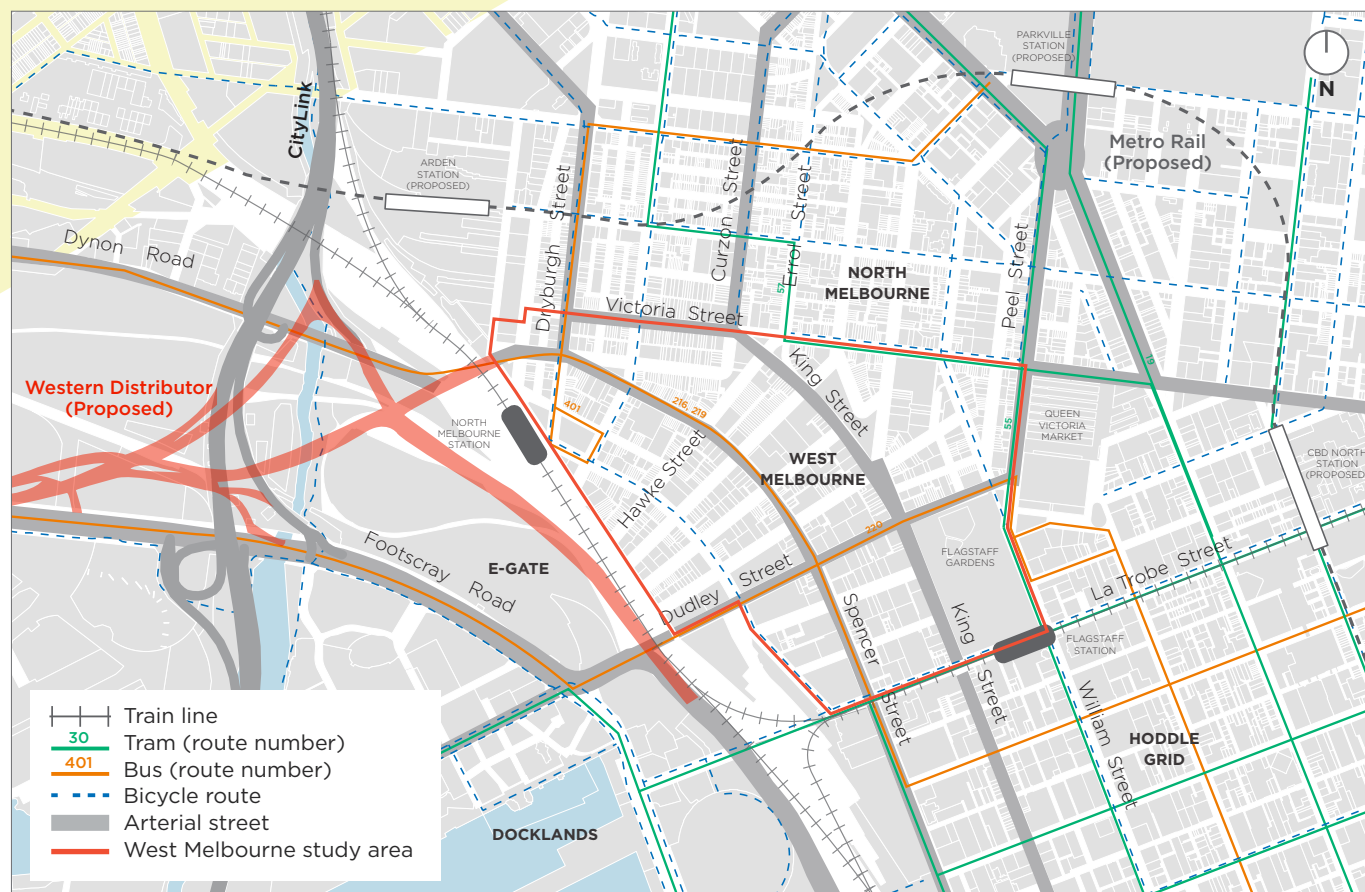 PARKVILLE
STATION
(PROPOSED)
N
CityLink
Metro Rail
(Proposed)
ARDEN
STATION
(PROPOSED)
Dryburgh Street
Curzon Street
Errol Street
57
Peel Street
NORTH
MELBOURNE
Dynon Road
Victoria Street
King Street
19
Western Distributor
(Proposed)
401
216, 219
NORTH
MELBOURNE
STATION
55
QUEEN
VICTORIA
MARKET
WEST
MELBOURNE
Hawke Street
CBD NORTH
STATION
(PROPOSED)
220
Footscray Road
E-GATE
Dudley Street
FLAGSTAFF
GARDENS
La Trobe Street
Spencer Street
King Street
FLAGSTAFF
STATION
William Street
HODDLE
GRID
DOCKLANDS
Train line
30
Tram (route number)
401
Bus (route number)
Bicycle route
Arterial street
West Melbourne study area